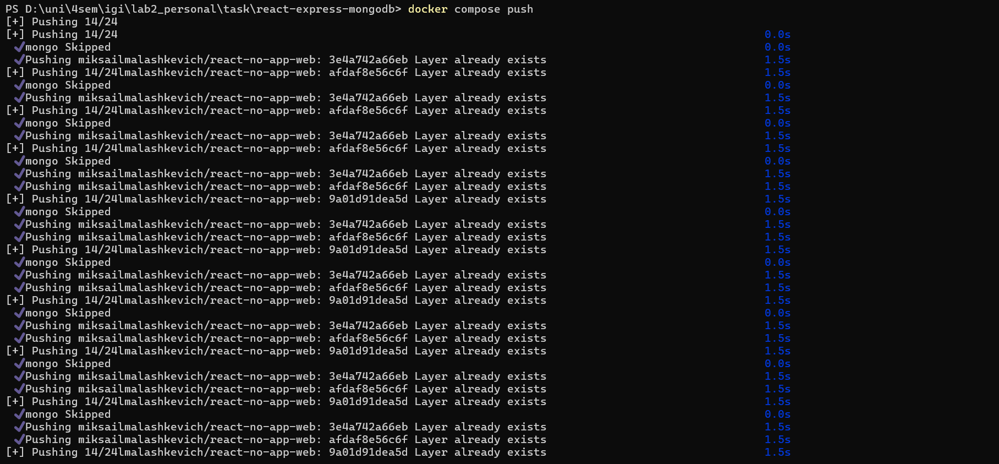 PS D:\uni\4sem\igi\lab2_personal\task\react-express-mongodb> docker compose push
[+] Pushing 14/24
[+] Pushing 14/24 0.0s
✔mongo Skipped 0.0s
✔Pushing miksailmalashkevich/react-no-app-web: 3e4a742a66eb Layer already exists 1.5s
[+] Pushing 14/24lmalashkevich/react-no-app-web: afdaf8e56c6f Layer already exists 1.5s
✔mongo Skipped 0.0s
✔Pushing miksailmalashkevich/react-no-app-web: 3e4a742a66eb Layer already exists 1.5s
[+] Pushing 14/24lmalashkevich/react-no-app-web: afdaf8e56c6f Layer already exists 1.5s
✔mongo Skipped 0.0s
✔Pushing miksailmalashkevich/react-no-app-web: 3e4a742a66eb Layer already exists 1.5s
[+] Pushing 14/24lmalashkevich/react-no-app-web: afdaf8e56c6f Layer already exists 1.5s
✔mongo Skipped 0.0s
✔Pushing miksailmalashkevich/react-no-app-web: 3e4a742a66eb Layer already exists 1.5s
✔Pushing miksailmalashkevich/react-no-app-web: afdaf8e56c6f Layer already exists 1.5s
[+] Pushing 14/24lmalashkevich/react-no-app-web: 9a01d91dea5d Layer already exists 1.5s
✔mongo Skipped 0.0s
✔Pushing miksailmalashkevich/react-no-app-web: 3e4a742a66eb Layer already exists 1.5s
✔Pushing miksailmalashkevich/react-no-app-web: afdaf8e56c6f Layer already exists 1.5s
[+] Pushing 14/24lmalashkevich/react-no-app-web: 9a01d91dea5d Layer already exists 1.5s
✔mongo Skipped 0.0s
✔Pushing miksailmalashkevich/react-no-app-web: 3e4a742a66eb Layer already exists 1.5s
✔Pushing miksailmalashkevich/react-no-app-web: afdaf8e56c6f Layer already exists 1.5s
[+] Pushing 14/24lmalashkevich/react-no-app-web: 9a01d91dea5d Layer already exists 1.5s
✔mongo Skipped 0.0s
✔Pushing miksailmalashkevich/react-no-app-web: 3e4a742a66eb Layer already exists 1.5s
✔Pushing miksailmalashkevich/react-no-app-web: afdaf8e56c6f Layer already exists 1.5s
[+] Pushing 14/24lmalashkevich/react-no-app-web: 9a01d91dea5d Layer already exists 1.5s
✔mongo Skipped 0.0s
✔Pushing miksailmalashkevich/react-no-app-web: 3e4a742a66eb Layer already exists 1.5s
✔Pushing miksailmalashkevich/react-no-app-web: afdaf8e56c6f Layer already exists 1.5s
[+] Pushing 14/24lmalashkevich/react-no-app-web: 9a01d91dea5d Layer already exists 1.5s
✔mongo Skipped 0.0s
✔Pushing miksailmalashkevich/react-no-app-web: 3e4a742a66eb Layer already exists 1.5s
✔Pushing miksailmalashkevich/react-no-app-web: afdaf8e56c6f Layer already exists 1.5s
[+] Pushing 14/24lmalashkevich/react-no-app-web: 9a01d91dea5d Layer already exists 1.5s